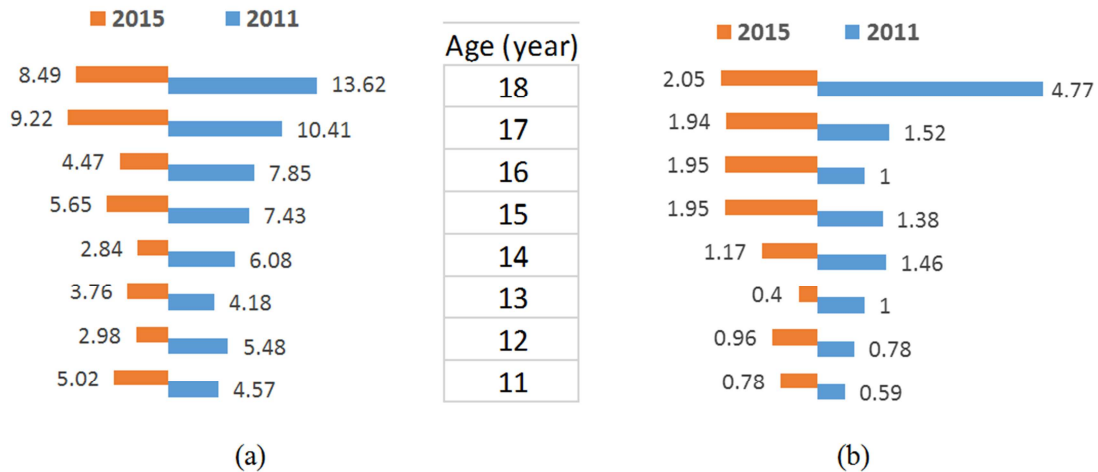 2015 2011
Age (year)
2015 2011
8.49 13.62 18 2.05 4.77
9.22 10.41 17 1.94 1.52
4.47 7.85 16 1.95 1
5.65 7.43 15 1.95 1.38
2.84 6.08 14 1.17 1.46
3.76 4.18 13 0.4 1
2.98 5.48 12 0.96 0.78
5.02 4.57 11 0.78 0.59
(a) (b)